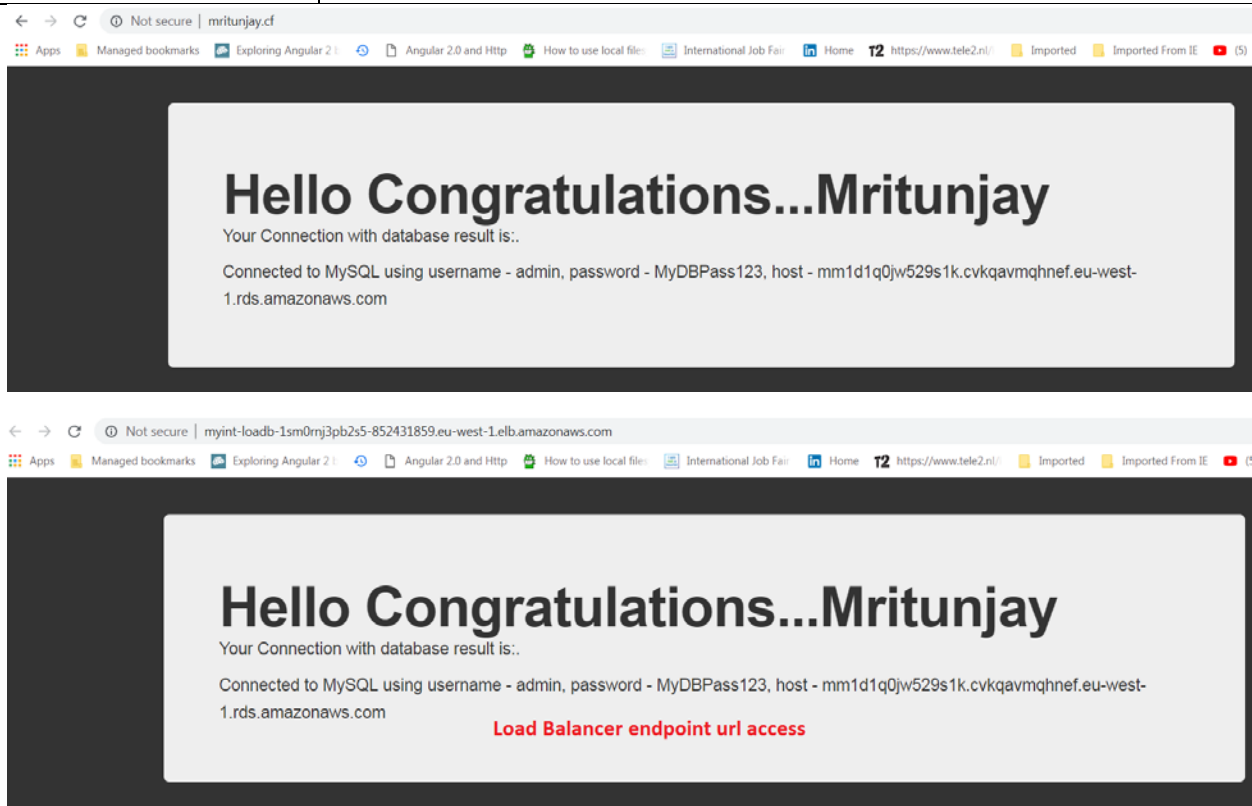 Not secure | mritunjay.cf
Apps Managed bookmarks Exploring Angular 2 Angular 2.0 and Http How to use local files International Job Fair Home T2 https://www.tele2.nl/ Imported Imported From IE (5)
Hello Congratulations...Mritunjay
Your Connection with database result is:.
Connected to MySQL using username - admin, password - MyDBPass123, host - mm1d1q0jw529s1k.cvkqavmqhnef.eu-west-
1.rds.amazonaws.com
Not secure | myint-loadb-1sm0rnj3pb2s5-852431859.eu-west-1.elb.amazonaws.com
Apps Managed bookmarks Exploring Angular 2 Angular 2.0 and Http How to use local files International Job Fair Home T2 https://www.tele2.nl/ Imported Imported From IE
Hello Congratulations...Mritunjay
Your Connection with database result is:.
Connected to MySQL using username - admin, password - MyDBPass123, host - mm1d1q0jw529s1k.cvkqavmqhnef.eu-west-
1.rds.amazonaws.com
Load Balancer endpoint url access